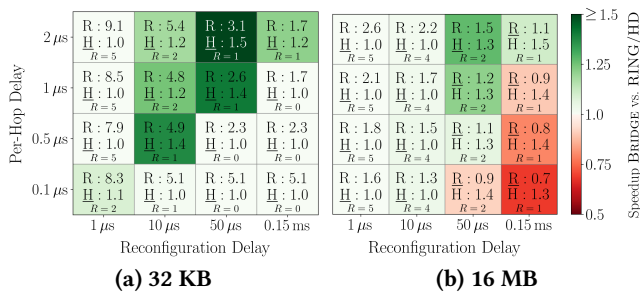 Per-Hop Delay
2 μs
1 μs
0.5 μs
0.1 μs
R : 9.1
H : 1.0
R = 5
R : 5.4
H : 1.2
R = 2
R : 3.1
H : 1.5
R = 1
R : 1.7
H : 1.2
R = 1
R : 8.5
H : 1.0
R = 5
R : 4.8
H : 1.2
R = 2
R : 2.6
H : 1.4
R = 1
R : 1.7
H : 1.0
R = 0
R : 7.9
H : 1.0
R = 5
R : 4.9
H : 1.4
R = 1
R : 2.3
H : 1.0
R = 0
R : 2.3
H : 1.0
R = 0
R : 8.3
H : 1.1
R = 2
R : 5.1
H : 1.0
R = 0
R : 5.1
H : 1.0
R = 0
R : 5.1
H : 1.0
R = 0
1 μs 10 μs 50 μs 0.15 ms
Reconfiguration Delay
(a) 32 KB
R : 2.6
H : 1.0
R = 5
R : 2.2
H : 1.0
R = 4
R : 1.5
H : 1.3
R = 2
R : 1.1
H : 1.5
R = 1
R : 2.1
H : 1.0
R = 5
R : 1.7
H : 1.0
R = 4
R : 1.2
H : 1.3
R = 2
R : 0.9
H : 1.4
R = 1
R : 1.8
H : 1.0
R = 5
R : 1.5
H : 1.0
R = 4
R : 1.1
H : 1.3
R = 2
R : 0.8
H : 1.4
R = 1
R : 1.6
H : 1.0
R = 5
R : 1.3
H : 1.0
R = 4
R : 0.9
H : 1.4
R = 2
R : 0.7
H : 1.3
R = 1
1 μs 10 μs 50 μs 0.15 ms
Reconfiguration Delay
(b) 16 MB
≥1.5
1.25
1.0
0.75
0.5
Speedup BRIDGE vs. RING/HD